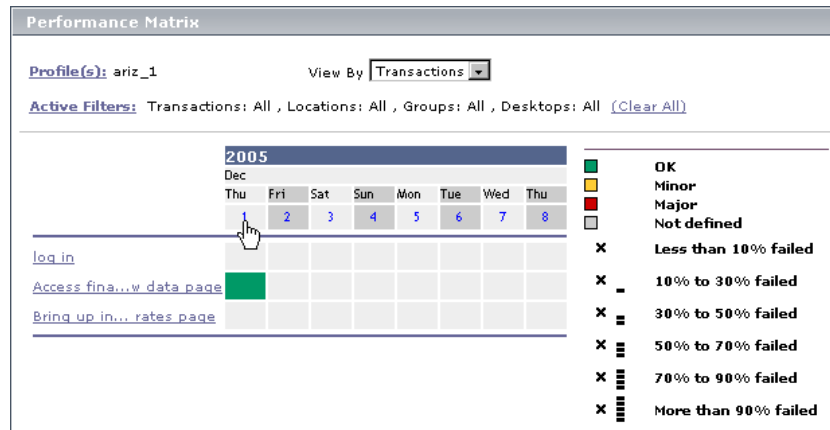 Performance Matrix
Profile(s): ariz_1 View By Transactions
Active Filters: Transactions: All , Locations: All , Groups: All , Desktops: All (Clear All)
2005
Dec
Thu Fri Sat Sun Mon Tue Wed Thu
1 2 3 4 5 6 7 8
log in
Access fina...w data page
Bring up in... rates page
OK
Minor
Major
Not defined
Less than 10% failed
10% to 30% failed
30% to 50% failed
50% to 70% failed
70% to 90% failed
More than 90% failed